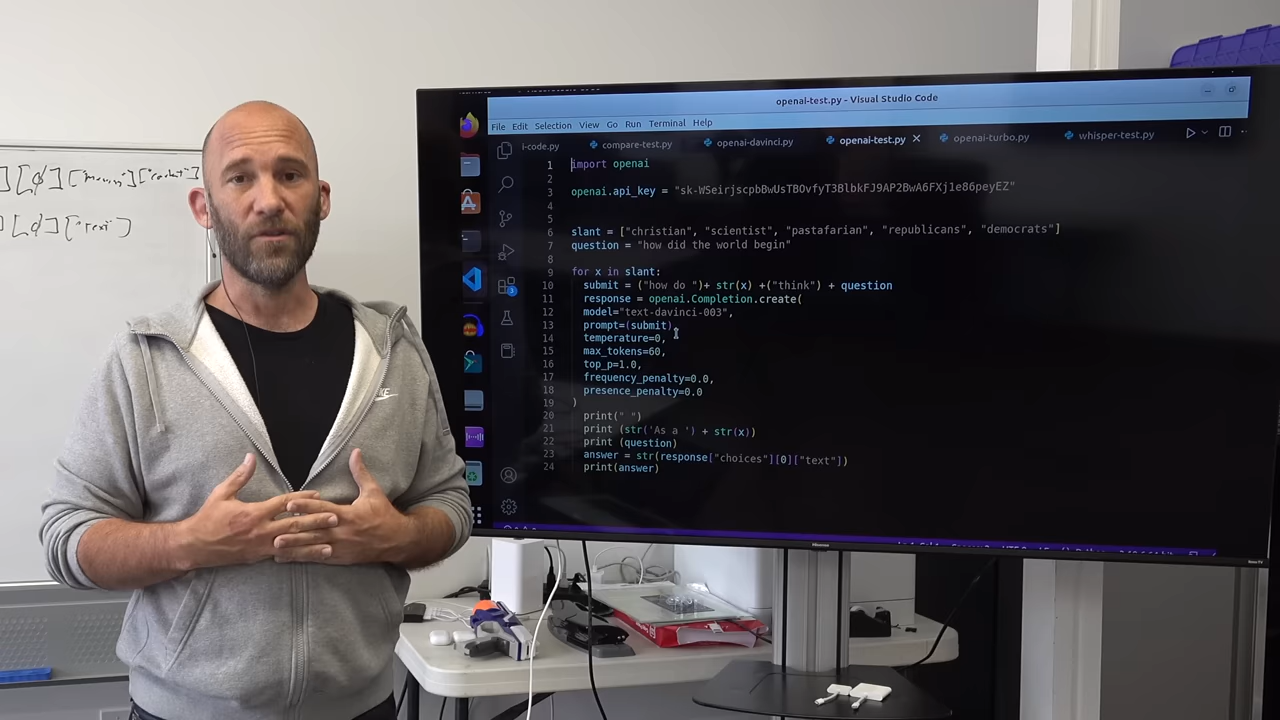 openai-test.py - Visual Studio Code
File Edit Selection View Go Run Terminal Help
i-code.py compare-test.py openai-davinci.py openai-test.py openai-turbo.py whisper-test.py
1 import openai
2
3 openai.api_key =
4
5
6 slant = ["christian", "scientist", "pastafarian", "republicans", "democrats"]
7 question = "how did the world begin"
8
9 for x in slant:
10 submit = ("how do ")+ str(x) +("think") + question
11 response = openai.Completion.create(
12 model="text-davinci-003",
13 prompt=(submit),
14 temperature=0,
15 max_tokens=60,
16 top_p=1.0,
17 frequency_penalty=0.0,
18 presence_penalty=0.0
19 )
20 print(" ")
21 print (str('As a ') + str(x))
22 print (question)
23 answer = str(response["choices"][0]["text"])
24 print(answer)
["text"]
NIKE
Hisense
Roku TV